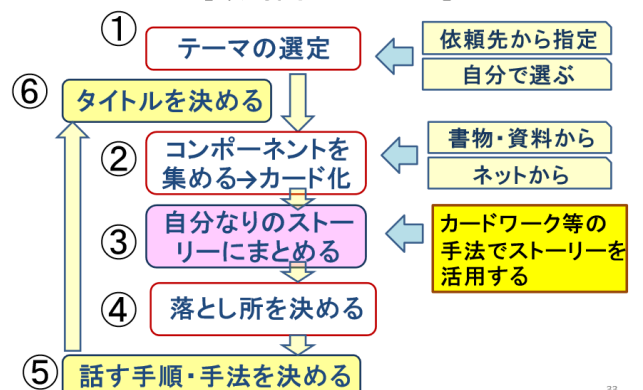 ①
テーマの選定
依頼先から指定
自分で選ぶ
⑥
タイトルを決める
②
コンポーネントを
集める→カード化
書物・資料から
ネットから
③
自分なりのストー
リーにまとめる
カードワーク等の
手法でストーリーを
活用する
④
落とし所を決める
⑤
話す手順・手法を決める